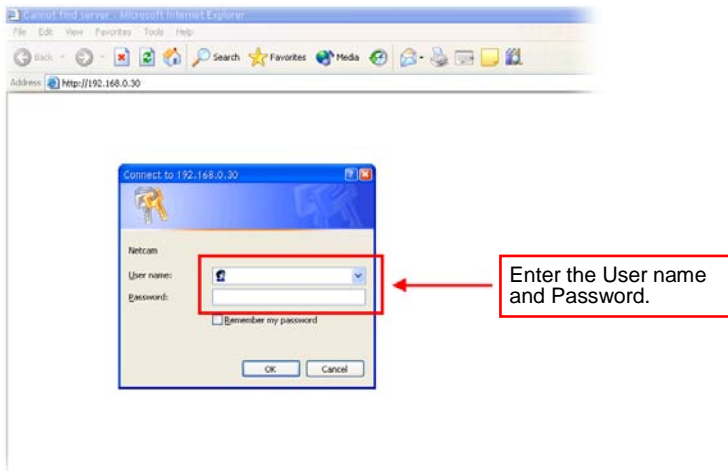 Cannot find server - Microsoft Internet Explorer
File Edit View Favorites Tools Help
Back Search Favorites Media
Address http://192.168.0.30
Connect to 192.168.0.30
Netcam
User name:
Password:
Remember my password
OK Cancel
Enter the User name
and Password.